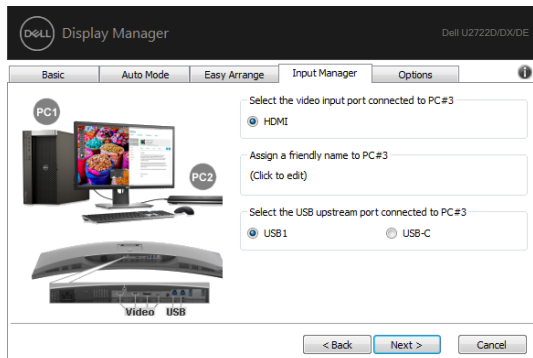 DELL Display Manager
Dell U2722D/DX/DE
Basic Auto Mode Easy Arrange Input Manager Options
PC1
PC2
Video USB
Select the video input port connected to PC#3
HDMI
Assign a friendly name to PC#3
(Click to edit)
Select the USB upstream port connected to PC#3
USB1 USB-C
< Back Next > Cancel